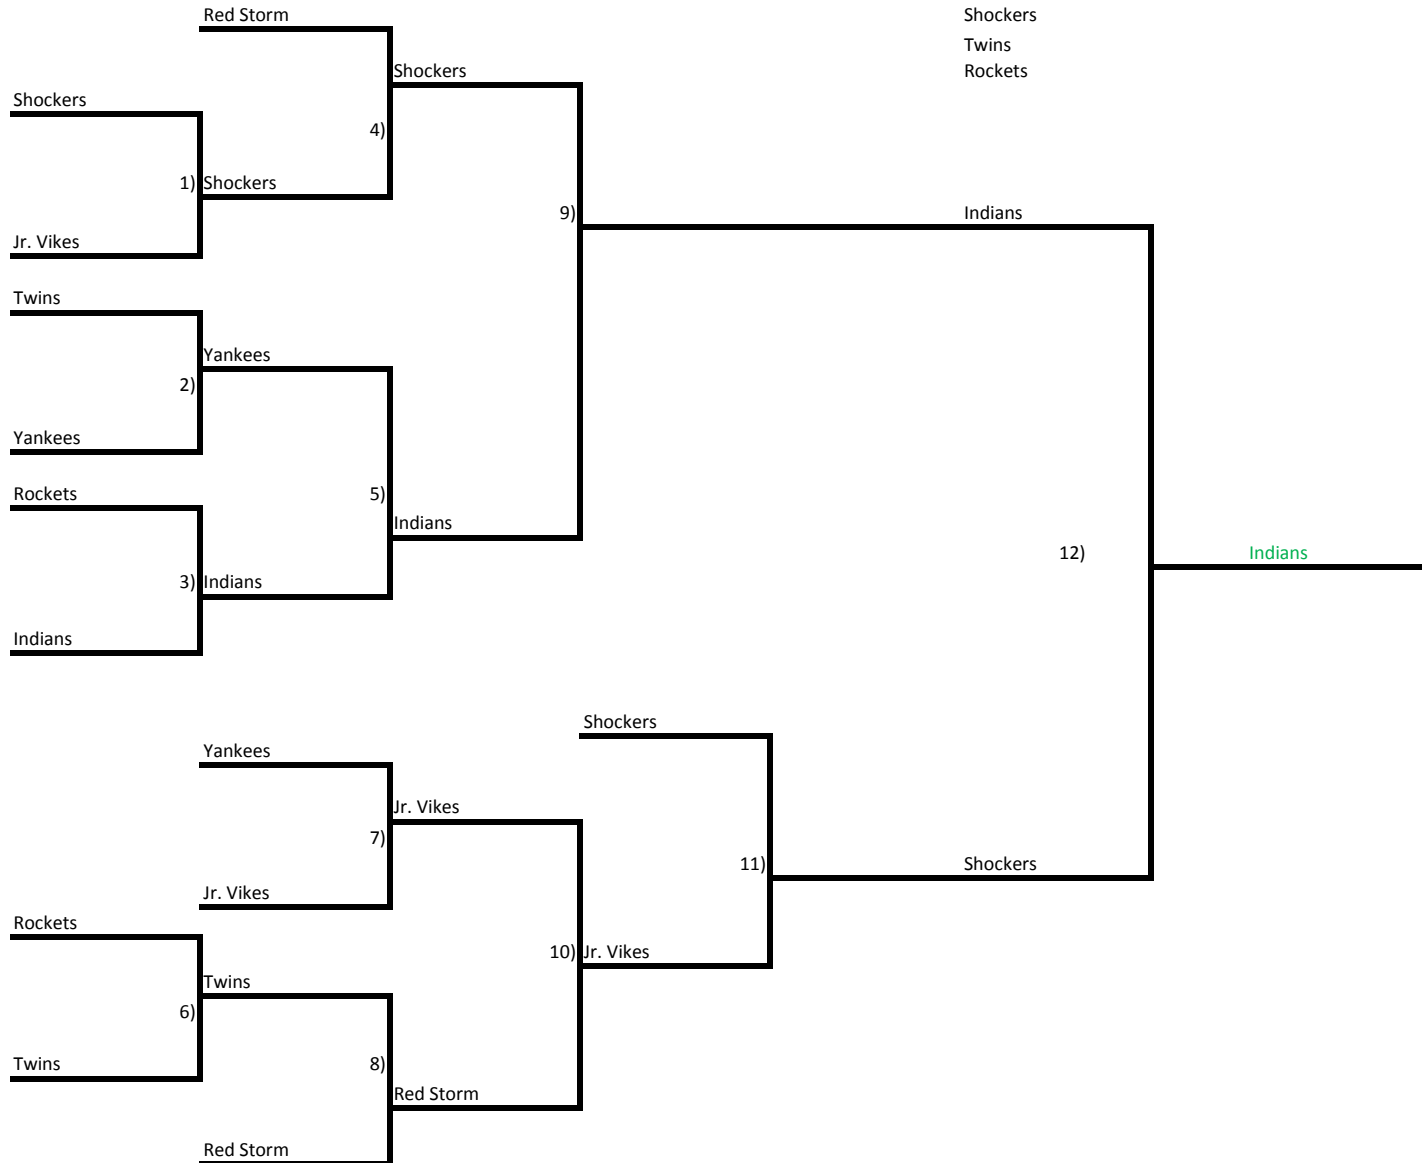 Red Storm
Shockers
Twins
Rockets
Shockers
Shockers
4)
1) Shockers
Jr. Vikes
9)
Indians
Twins
Yankees
2)
Yankees
Rockets
5)
Indians
3) Indians
12)
Indians
Indians
Shockers
Yankees
Jr. Vikes
7)
Jr. Vikes
11)
Shockers
Rockets
10) Jr. Vikes
Twins
6)
Twins
8)
Red Storm
Red Storm